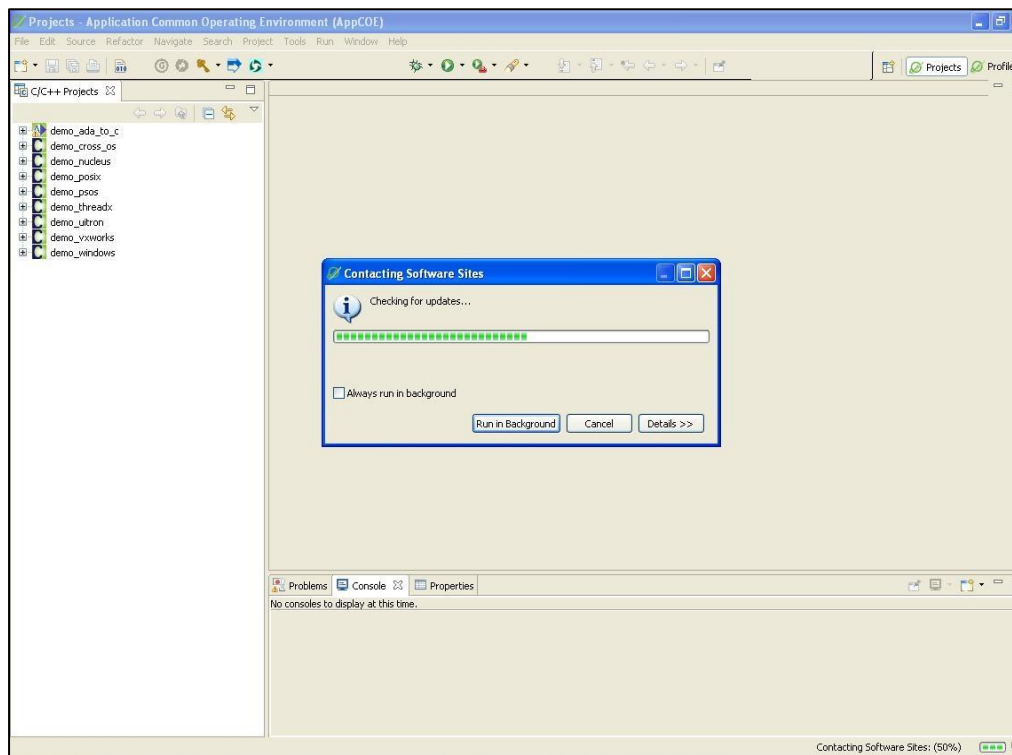 Projects - Application Common Operating Environment (AppCOE)
File Edit Source Refactor Navigate Search Project Tools Run Window Help
Projects Profile
C/C++ Projects
demo_ada_to_c
demo_cross_os
demo_nucleus
demo_posix
demo_psos
demo_threadx
demo_uitron
demo_vxworks
demo_windows
Contacting Software Sites
Checking for updates...
Always run in background
Run in Background Cancel Details >>
Problems Console Properties
No consoles to display at this time.
Contacting Software Sites: (50%)